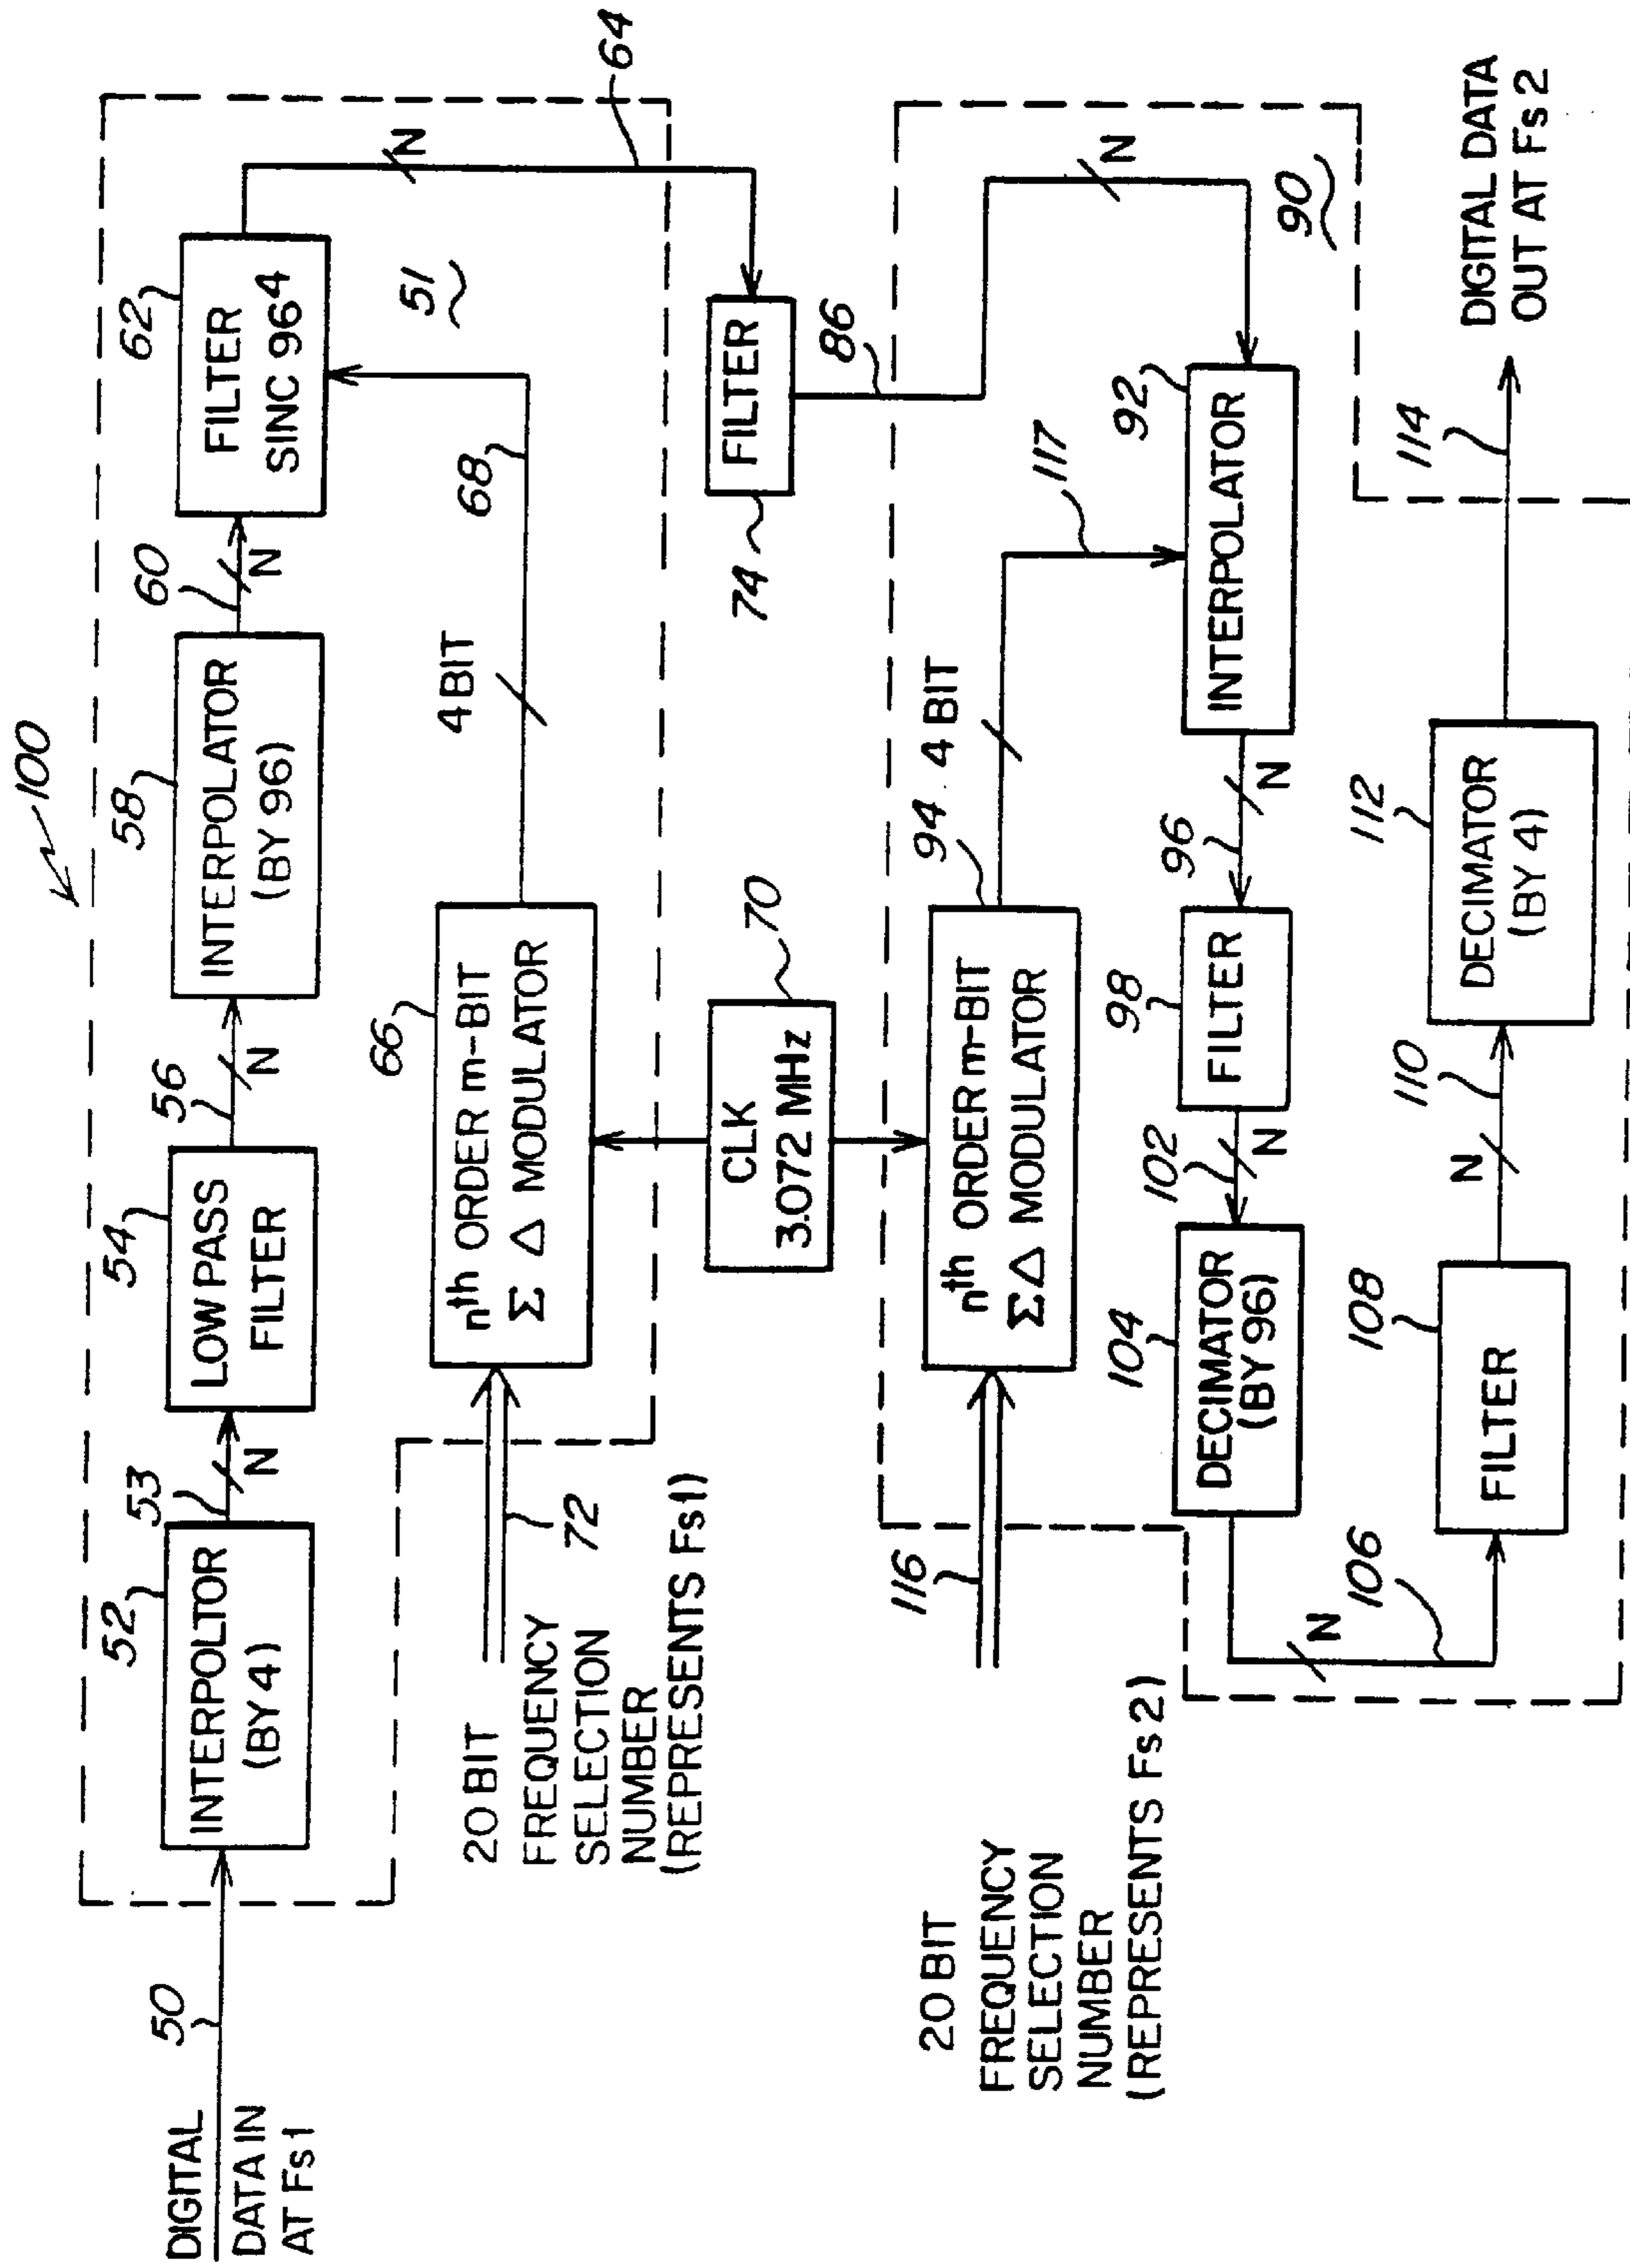 100
DIGITAL
DATA IN
AT Fs1
50
52
INTERPOLTOR
(BY 4)
53
N
54
LOW PASS
FILTER
56
N
58
INTERPOLATOR
(BY 96)
60
N
62
FILTER
SINC 96⁴
N
64
51
20 BIT
FREQUENCY
SELECTION
NUMBER
(REPRESENTS Fs1)
72
66
nth ORDER m-BIT
Σ Δ MODULATOR
4 BIT
68
70
CLK
3.072 MHz
74
FILTER
86
N
90
20 BIT
FREQUENCY
SELECTION
NUMBER
(REPRESENTS Fs2)
116
94
nth ORDER m-BIT
Σ Δ MODULATOR
4 BIT
117
92
INTERPOLATOR
96
N
98
FILTER
102
N
104
DECIMATOR
(BY 96)
N
106
108
FILTER
N
110
112
DECIMATOR
(BY 4)
114
DIGITAL DATA
OUT AT Fs2